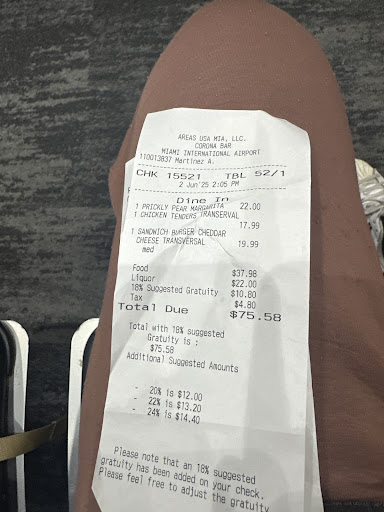 AREAS USA MIA, LLC.
CORONA BAR
MIAMI INTERNATIONAL AIRPORT
110013837 Martinez A.
CHK 15521 TBL 52/1
2 Jun'25 2:05 PM
Dine In
1 PRICKLY PEAR MARGARITA 22.00
1 CHICKEN TENDERS TRANSERVAL
17.99
1 SANDWICH BURGER CHEDDAR
CHEESE TRANSVERSAL 19.99
med
Food $37.98
Liquor $22.00
18% Suggested Gratuity $10.80
Tax $4.80
Total Due $75.58
Total with 18% suggested
Gratuity is :
$75.58
Additional Suggested Amounts
- 20% is $12.00
- 22% is $13.20
- 24% is $14.40
Please note that an 18% suggested
gratuity has been added on your check.
Please feel free to adjust the gratuity